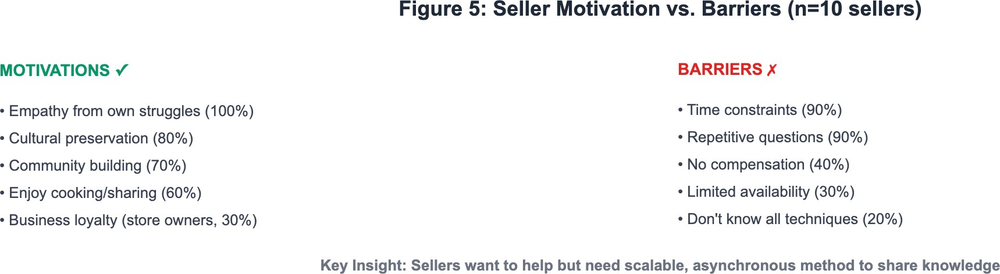 Figure 5: Seller Motivation vs. Barriers (n=10 sellers)
MOTIVATIONS ✓
• Empathy from own struggles (100%)
• Cultural preservation (80%)
• Community building (70%)
• Enjoy cooking/sharing (60%)
• Business loyalty (store owners, 30%)
BARRIERS ✗
• Time constraints (90%)
• Repetitive questions (90%)
• No compensation (40%)
• Limited availability (30%)
• Don't know all techniques (20%)
Key Insight: Sellers want to help but need scalable, asynchronous method to share knowledge